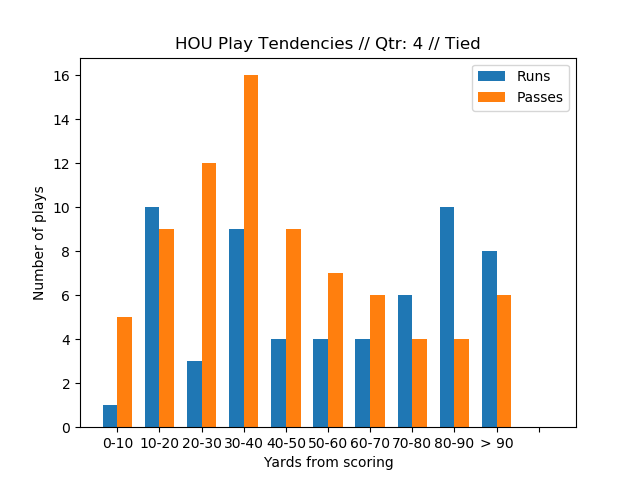 HOU Play Tendencies // Qtr: 4 // Tied
Runs
Passes
Number of plays
16
14
12
10
8
6
4
2
0
0-10 10-20 20-30 30-40 40-50 50-60 60-70 70-80 80-90 > 90
Yards from scoring